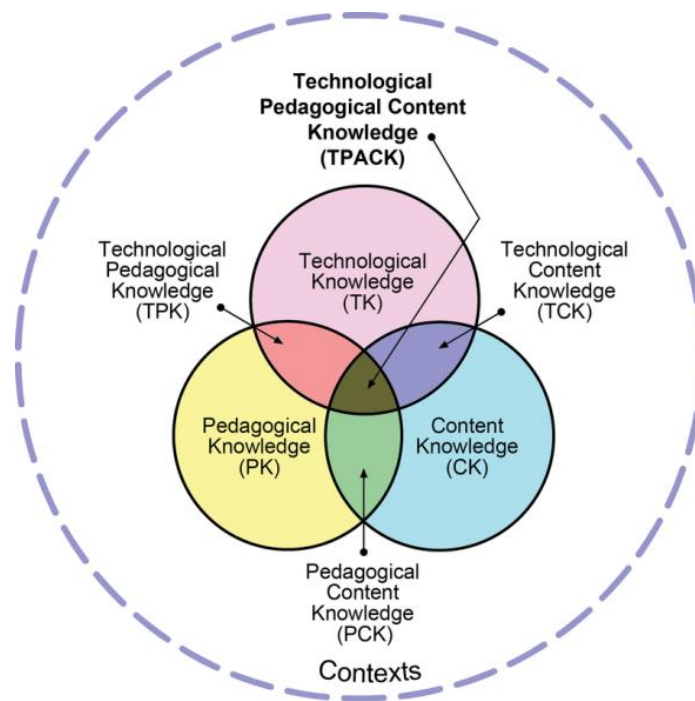 Technological
Pedagogical Content
Knowledge
(TPACK)
Technological
Pedagogical
Knowledge
(TPK)
Technological
Knowledge
(TK)
Technological
Content
Knowledge
(TCK)
Pedagogical
Knowledge
(PK)
Content
Knowledge
(CK)
Pedagogical
Content
Knowledge
(PCK)
Contexts